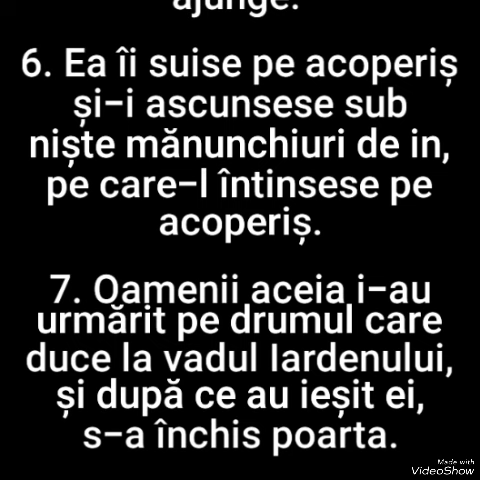 ajunge.
6. Ea îi suise pe acoperiș
și-i ascunsese sub
niște mănunchiuri de in,
pe care-l întinsese pe
acoperiș.
7. Oamenii aceia i-au
urmărit pe drumul care
duce la vadul Iardenului,
și după ce au ieșit ei,
s-a închis poarta.
Made with
VideoShow